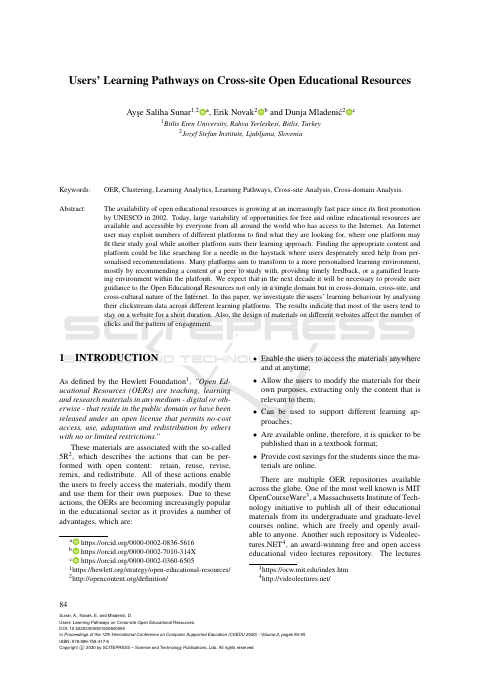 Users' Learning Pathways on Cross-site Open Educational Resources
Ayşe Saliha Sunar1,2 a, Erik Novak2 b and Dunja Mladenić2 c
1Bitlis Eren University, Rahva Yerleskesi, Bitlis, Turkey
2Jozef Stefan Institute, Ljubljana, Slovenia
Keywords: OER, Clustering, Learning Analytics, Learning Pathways, Cross-site Analysis, Cross-domain Analysis.
Abstract: The availability of open educational resources is growing at an increasingly fast pace since its first promotion
by UNESCO in 2002. Today, large variability of opportunities for free and online educational resources are
available and accessible by everyone from all around the world who has access to the Internet. An Internet
user may exploit numbers of different platforms to find what they are looking for, where one platform may
fit their study goal while another platform suits their learning approach. Finding the appropriate content and
platform could be like searching for a needle in the haystack where users desperately need help from per-
sonalised recommendations. Many platforms aim to transform to a more personalised learning environment,
mostly by recommending a content or a peer to study with, providing timely feedback, or a gamified learn-
ing environment within the platform. We expect that in the next decade it will be necessary to provide user
guidance to the Open Educational Resources not only in a single domain but in cross-domain, cross-site, and
cross-cultural nature of the Internet. In this paper, we investigate the users' learning behaviour by analysing
their clickstream data across different learning platforms. The results indicate that most of the users tend to
stay on a website for a short duration. Also, the design of materials on different websites affect the number of
clicks and the pattern of engagement.
1 INTRODUCTION
As defined by the Hewlett Foundation1, "Open Ed-
ucational Resources (OERs) are teaching, learning
and research materials in any medium - digital or oth-
erwise - that reside in the public domain or have been
released under an open license that permits no-cost
access, use, adaptation and redistribution by others
with no or limited restrictions."
These materials are associated with the so-called
5R2, which describes the actions that can be per-
formed with open content: retain, reuse, revise,
remix, and redistribute. All of these actions enable
the users to freely access the materials, modify them
and use them for their own purposes. Due to these
actions, the OERs are becoming increasingly popular
in the educational sector as it provides a number of
advantages, which are:
a https://orcid.org/0000-0002-0836-5616
b https://orcid.org/0000-0002-7010-314X
c https://orcid.org/0000-0002-0360-6505
1https://hewlett.org/strategy/open-educational-resources/
2http://opencontent.org/definition/
• Enable the users to access the materials anywhere
and at anytime;
• Allow the users to modify the materials for their
own purposes, extracting only the content that is
relevant to them;
• Can be used to support different learning ap-
proaches;
• Are available online, therefore, it is quicker to be
published than in a textbook format;
• Provide cost savings for the students since the ma-
terials are online.
There are multiple OER repositories available
across the globe. One of the most well known is MIT
OpenCourseWare3, a Massachusetts Institute of Tech-
nology initiative to publish all of their educational
materials from its undergraduate and graduate-level
courses online, which are freely and openly avail-
able to anyone. Another such repository is Videolec-
tures.NET4, an award-winning free and open access
educational video lectures repository. The lectures
3https://ocw.mit.edu/index.htm
4http://videolectures.net/
84
Sunar, A., Novak, E. and Mladenić, D.
Users' Learning Pathways on Cross-site Open Educational Resources.
In Proceedings of the 12th International Conference on Computer Supported Education (CSEDU 2020) - Volume 2, pages 84-95
ISBN: 978-989-758-417-6
Copyright © 2020 by SCITEPRESS – Science and Technology Publications, Lda. All rights reserved